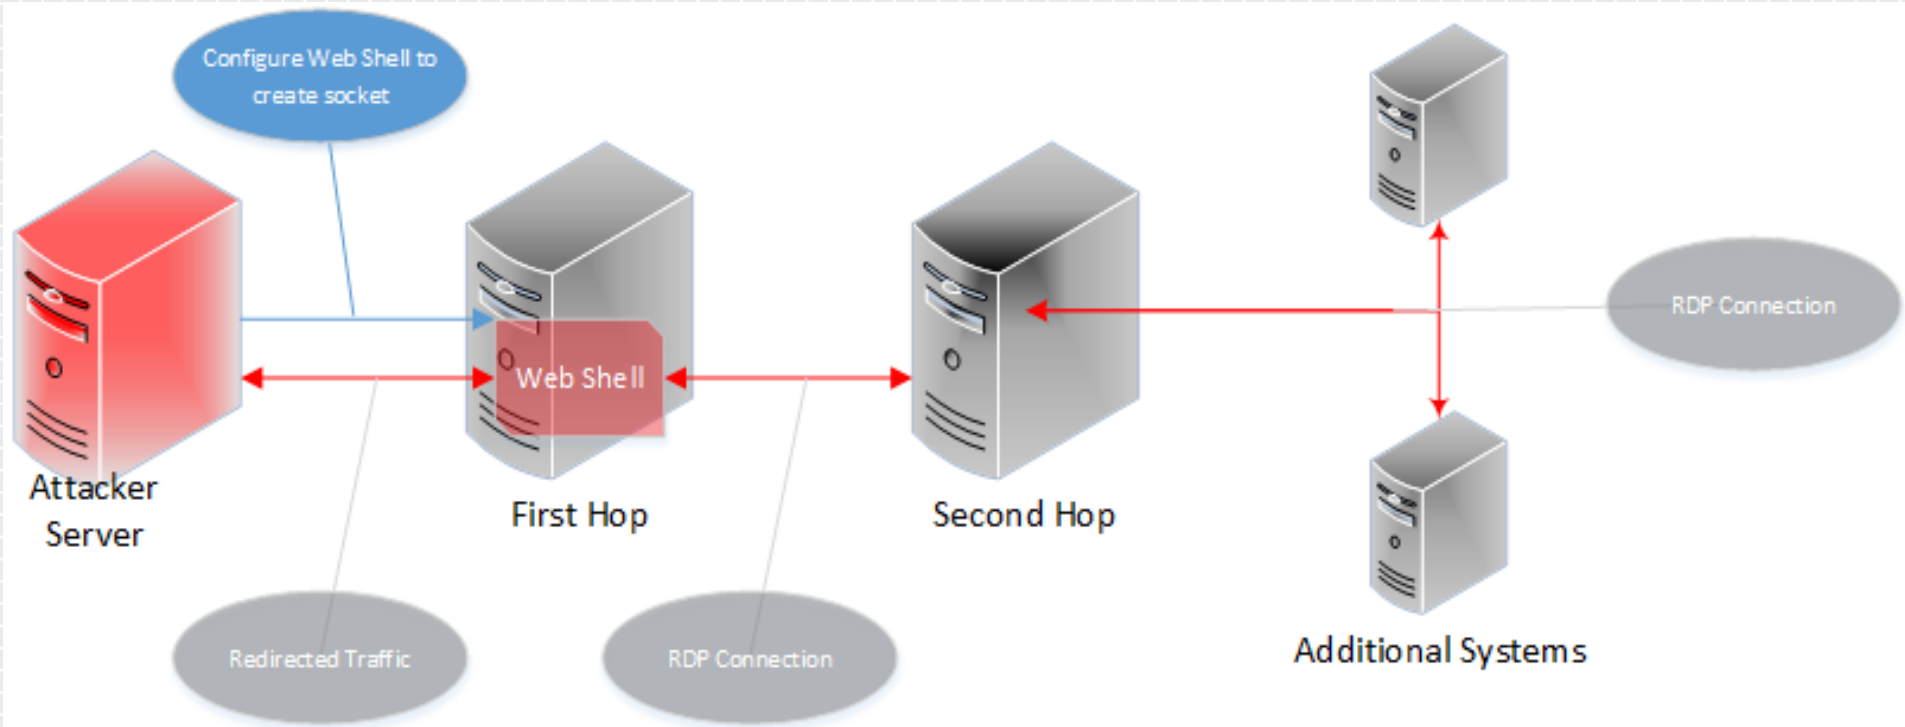 Configure Web Shell to
create socket
Web Shell
RDP Connection
Attacker
Server
First Hop
Second Hop
Redirected Traffic
RDP Connection
Additional Systems